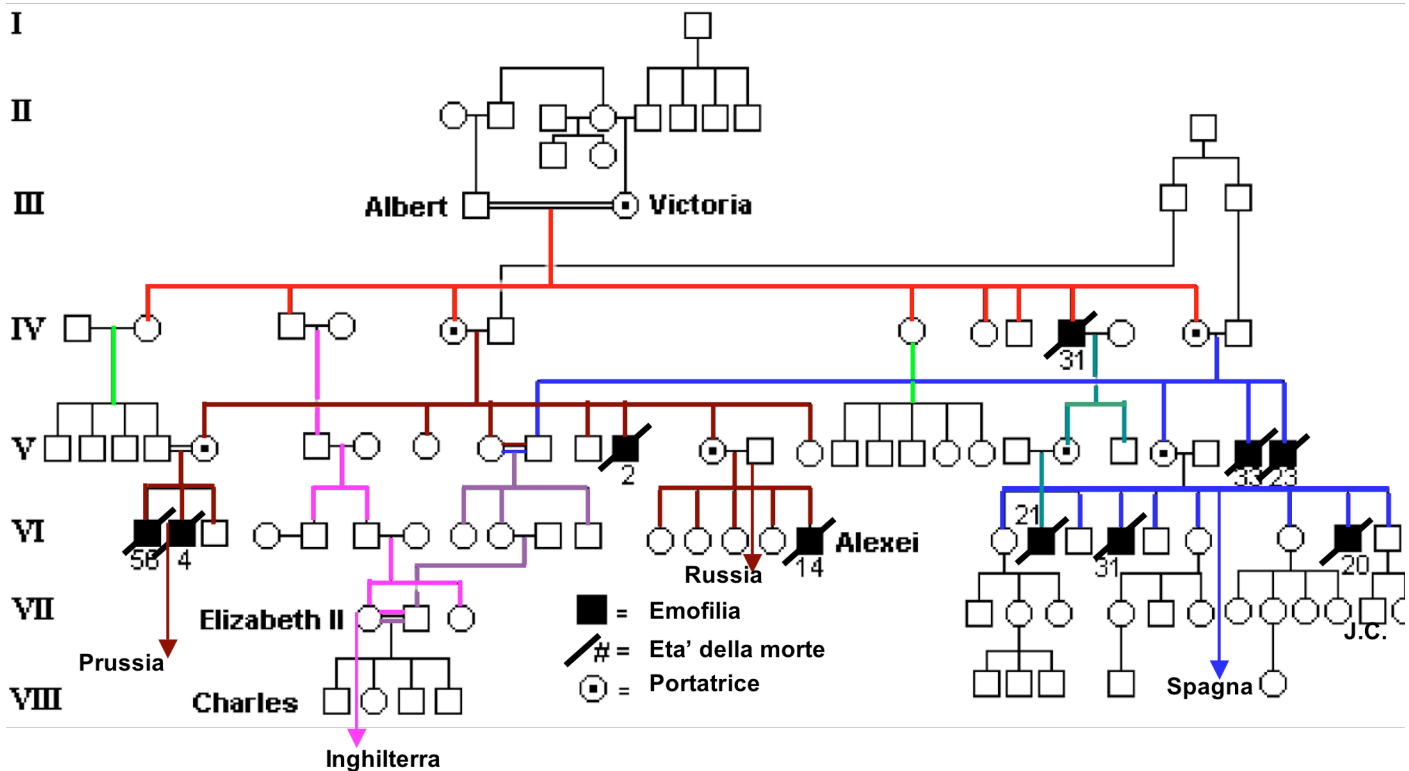 I
II
III
Albert
Victoria
IV
31
V
2
33
23
VI
56
4
14
Alexei
21
31
20
Russia
VII
Elizabeth II
= Emofilia
J.C.
Prussia
# = Eta' della morte
= Portatrice
Spagna
VIII
Charles
Inghilterra